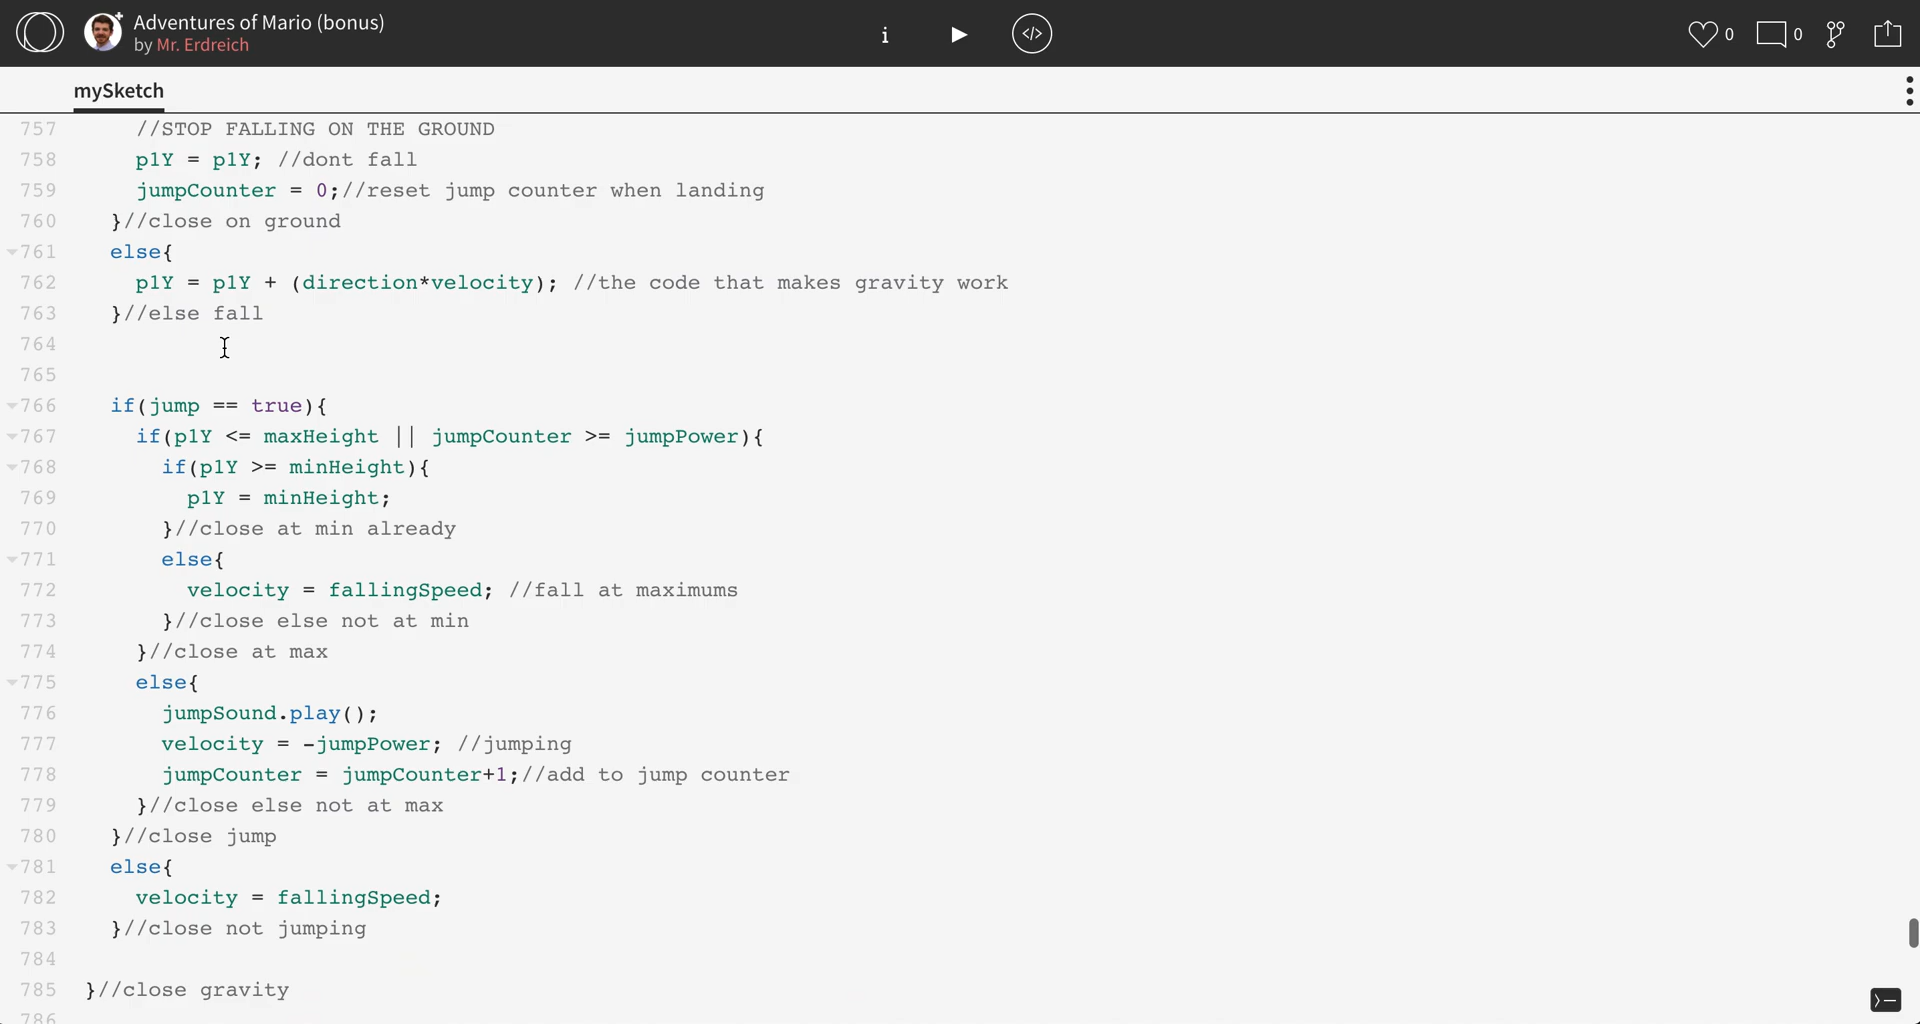 Adventures of Mario (bonus)
by Mr. Erdreich
i
</>
0
0
mySketch
757 //STOP FALLING ON THE GROUND
758 p1Y = p1Y; //dont fall
759 jumpCounter = 0;//reset jump counter when landing
760 }//close on ground
761 else{
762 p1Y = p1Y + (direction*velocity); //the code that makes gravity work
763 }//else fall
764
765
766 if(jump == true){
767 if(p1Y <= maxHeight || jumpCounter >= jumpPower){
768 if(p1Y >= minHeight){
769 p1Y = minHeight;
770 }//close at min already
771 else{
772 velocity = fallingSpeed; //fall at maximums
773 }//close else not at min
774 }//close at max
775 else{
776 jumpSound.play();
777 velocity = -jumpPower; //jumping
778 jumpCounter = jumpCounter+1;//add to jump counter
779 }//close else not at max
780 }//close jump
781 else{
782 velocity = fallingSpeed;
783 }//close not jumping
784
785 }//close gravity
786